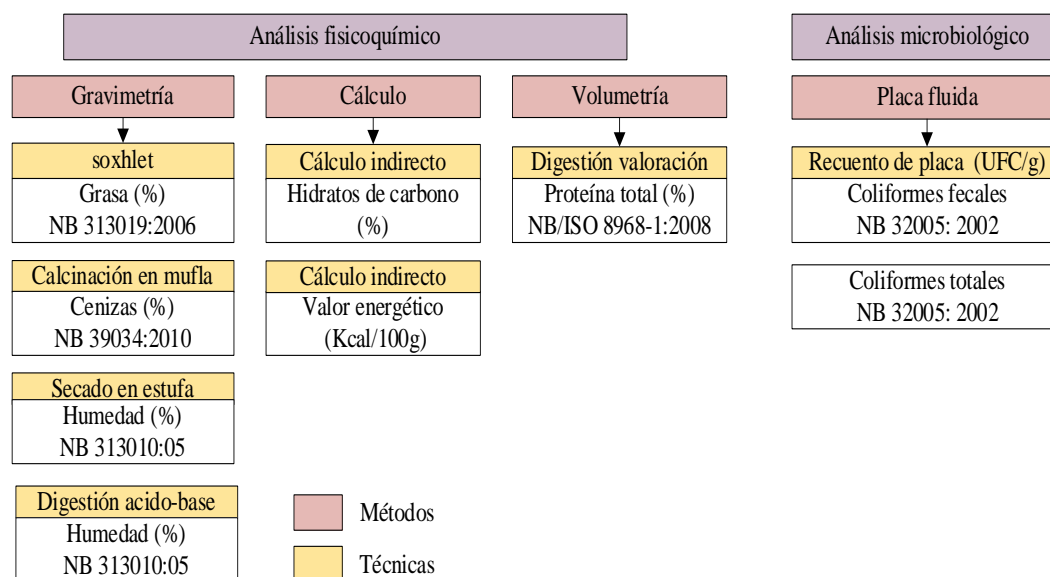 Análisis fisicoquímico
Análisis microbiológico
Gravimetría
Cálculo
Volumetría
Placa fluida
soxhlet
Grasa (%)
NB 313019:2006
Cálculo indirecto
Hidratos de carbono
(%)
Digestión valoración
Proteína total (%)
NB/ISO 8968-1:2008
Recuento de placa (UFC/g)
Coliformes fecales
NB 32005: 2002
Calcinación en mufla
Cenizas (%)
NB 39034:2010
Cálculo indirecto
Valor energético
(Kcal/100g)
Coliformes totales
NB 32005: 2002
Secado en estufa
Humedad (%)
NB 313010:05
Digestión acido-base
Humedad (%)
NB 313010:05
Métodos
Técnicas